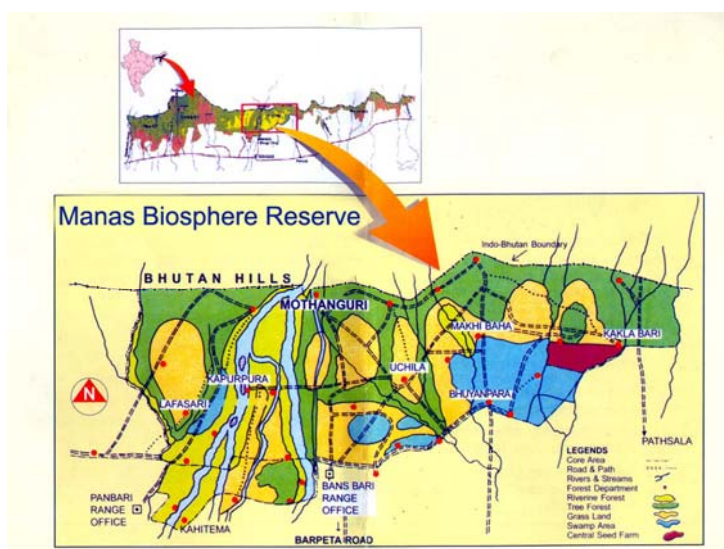 Manas Biosphere Reserve
Indo-Bhutan Boundary
BHUTAN HILLS
MOTHANGURI
MAKHI BAHA
KAKLA BARI
UCHILA
KAPURPURA
BHUYANPARA
LAFASARI
N
PATHSALA
LEGENDS
Core Area
Road & Path
Rivers & Streams
Forest Department
Riverine Forest
Tree Forest
Grass Land
Swamp Area
Central Seed Farm
BANS BARI
RANGE
OFFICE
PANBARI
RANGE
OFFICE
KAHITEMA
BARPETA ROAD